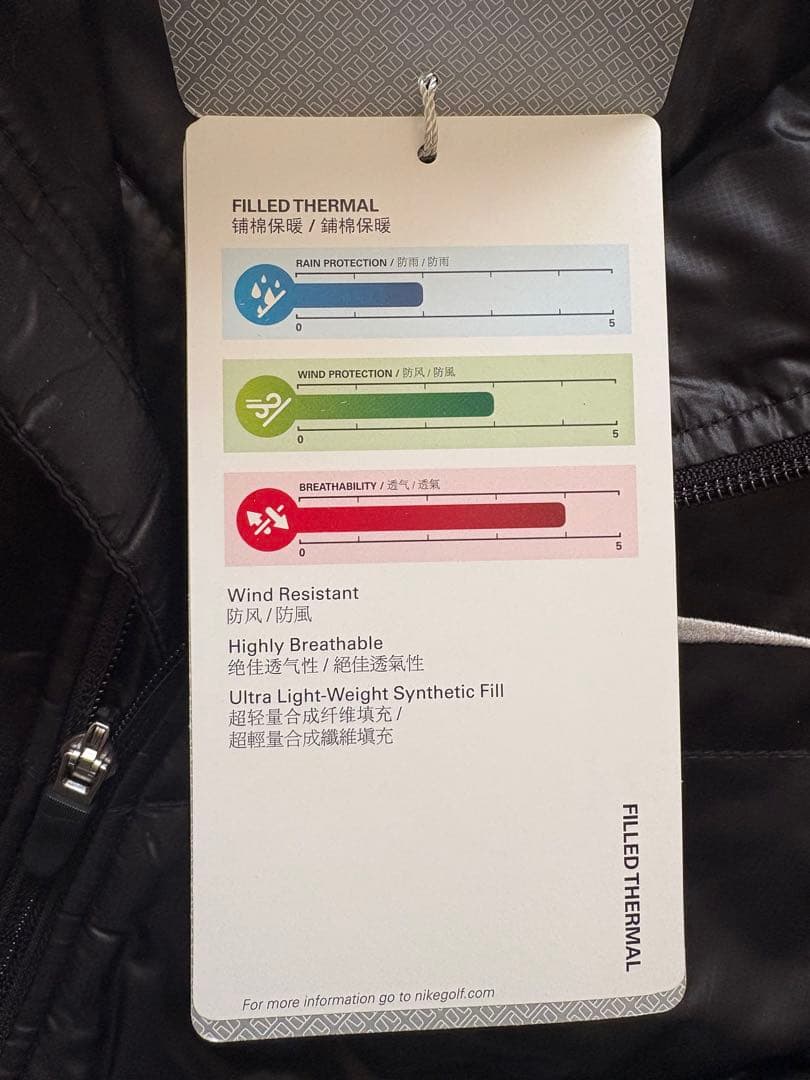 FILLED THERMAL
铺棉保暖 / 鋪棉保暖
RAIN PROTECTION / 防雨 / 防雨
0 5
WIND PROTECTION / 防风 / 防風
0 5
BREATHABILITY / 透气 / 透氣
0 5
Wind Resistant
防风 / 防風
Highly Breathable
绝佳透气性 / 絕佳透氣性
Ultra Light-Weight Synthetic Fill
超轻量合成纤维填充 /
超輕量合成纖維填充
FILLED THERMAL
For more information go to nikegolf.com